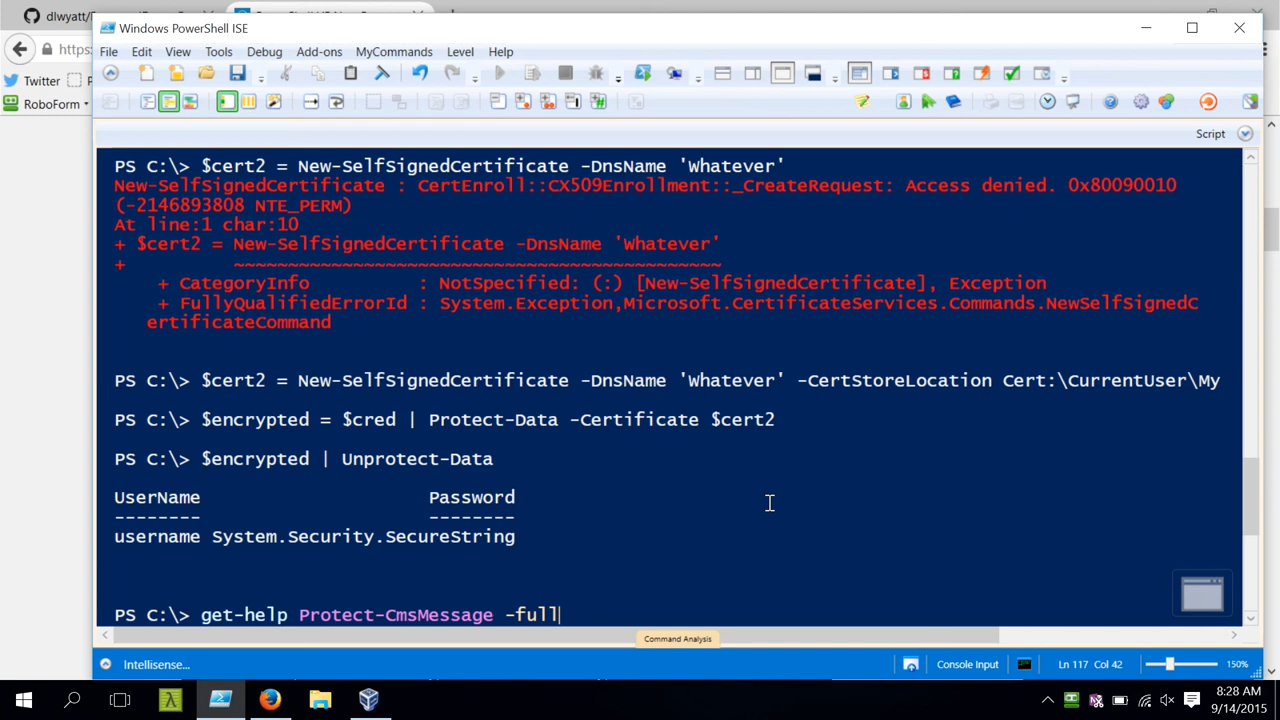 dlwyatt/
Windows PowerShell ISE
https:
File Edit View Tools Debug Add-ons MyCommands Level Help
Twitter
RoboForm
Script
PS C:\> $cert2 = New-SelfSignedCertificate -DnsName 'Whatever'
New-SelfSignedCertificate : CertEnroll::CX509Enrollment::_CreateRequest: Access denied. 0x80090010
(-2146893808 NTE_PERM)
At line:1 char:10
+ $cert2 = New-SelfSignedCertificate -DnsName 'Whatever'
+          ~~~~~~~~~~~~~~~~~~~~~~~~~~~~~~~~~~~~~~~~~~~~~
+ CategoryInfo          : NotSpecified: (:) [New-SelfSignedCertificate], Exception
+ FullyQualifiedErrorId : System.Exception,Microsoft.CertificateServices.Commands.NewSelfSignedC
ertificateCommand
PS C:\> $cert2 = New-SelfSignedCertificate -DnsName 'Whatever' -CertStoreLocation Cert:\CurrentUser\My
PS C:\> $encrypted = $cred | Protect-Data -Certificate $cert2
PS C:\> $encrypted | Unprotect-Data
UserName                     Password
--------                     --------
username System.Security.SecureString
PS C:\> get-help Protect-CmsMessage -full
Command Analysis
Intellisense... Console Input Ln 117 Col 42 150%
8:28 AM
9/14/2015